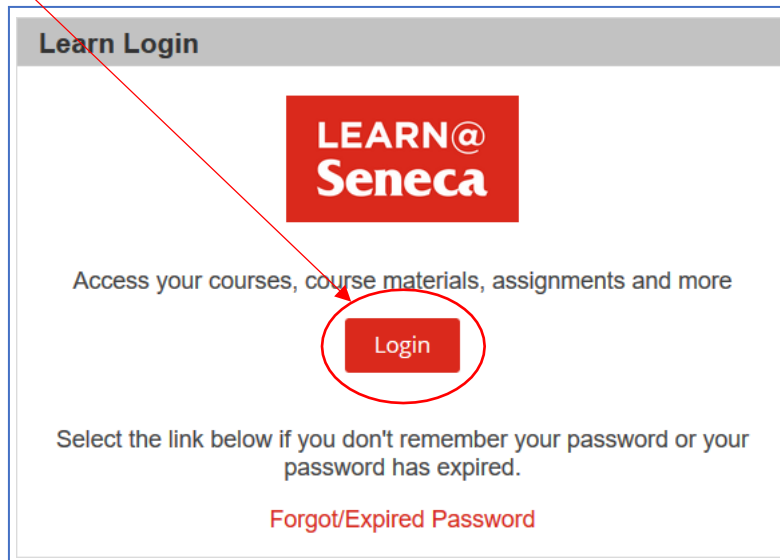 Learn Login
LEARN@
Seneca
Access your courses, course materials, assignments and more
Login
Select the link below if you don't remember your password or your
password has expired.
Forgot/Expired Password